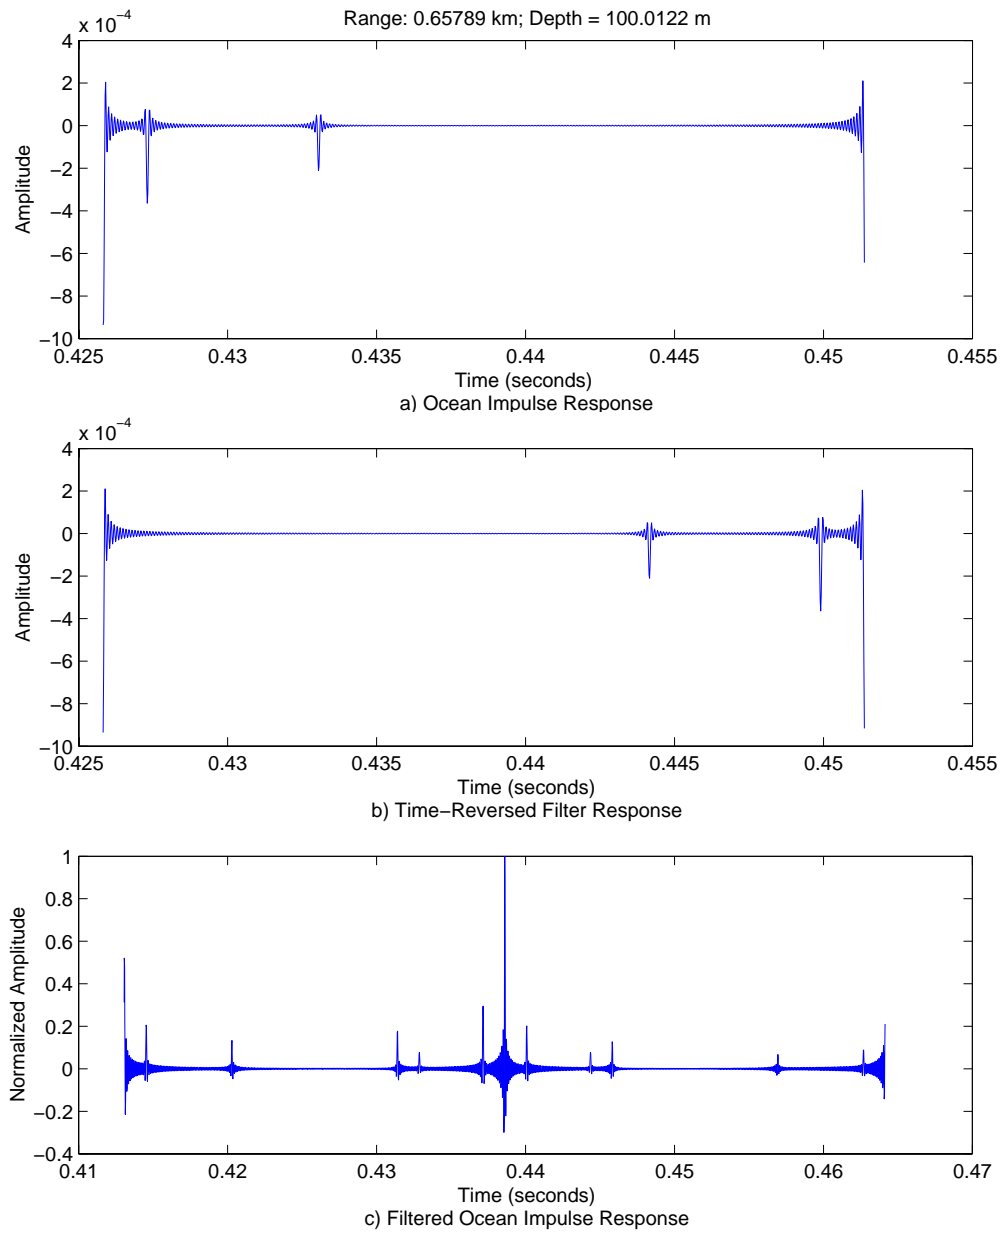 Range: 0.65789 km; Depth = 100.0122 m
x 10⁻⁴
4
2
0
−2
−4
−6
−8
−10
Amplitude
0.425 0.43 0.435 0.44 0.445 0.45 0.455
Time (seconds)
a) Ocean Impulse Response
x 10⁻⁴
4
2
0
−2
−4
−6
−8
−10
Amplitude
0.425 0.43 0.435 0.44 0.445 0.45 0.455
Time (seconds)
b) Time−Reversed Filter Response
1
0.8
0.6
0.4
0.2
0
−0.2
−0.4
Normalized Amplitude
0.41 0.42 0.43 0.44 0.45 0.46 0.47
Time (seconds)
c) Filtered Ocean Impulse Response